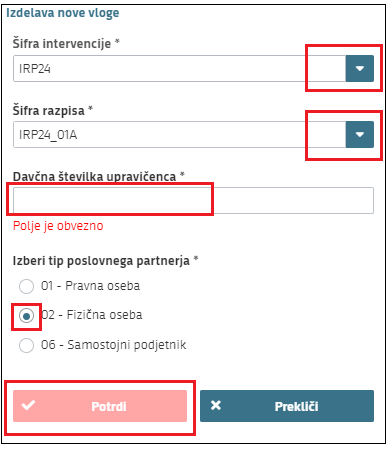 Izdelava nove vloge
Šifra intervencije *
IRP24
Šifra razpisa *
IRP24_01A
Davčna številka upravičenca *
Polje je obvezno
Izberi tip poslovnega partnerja *
01 - Pravna oseba
02 - Fizična oseba
06 - Samostojni podjetnik
Potrdi
Prekliči